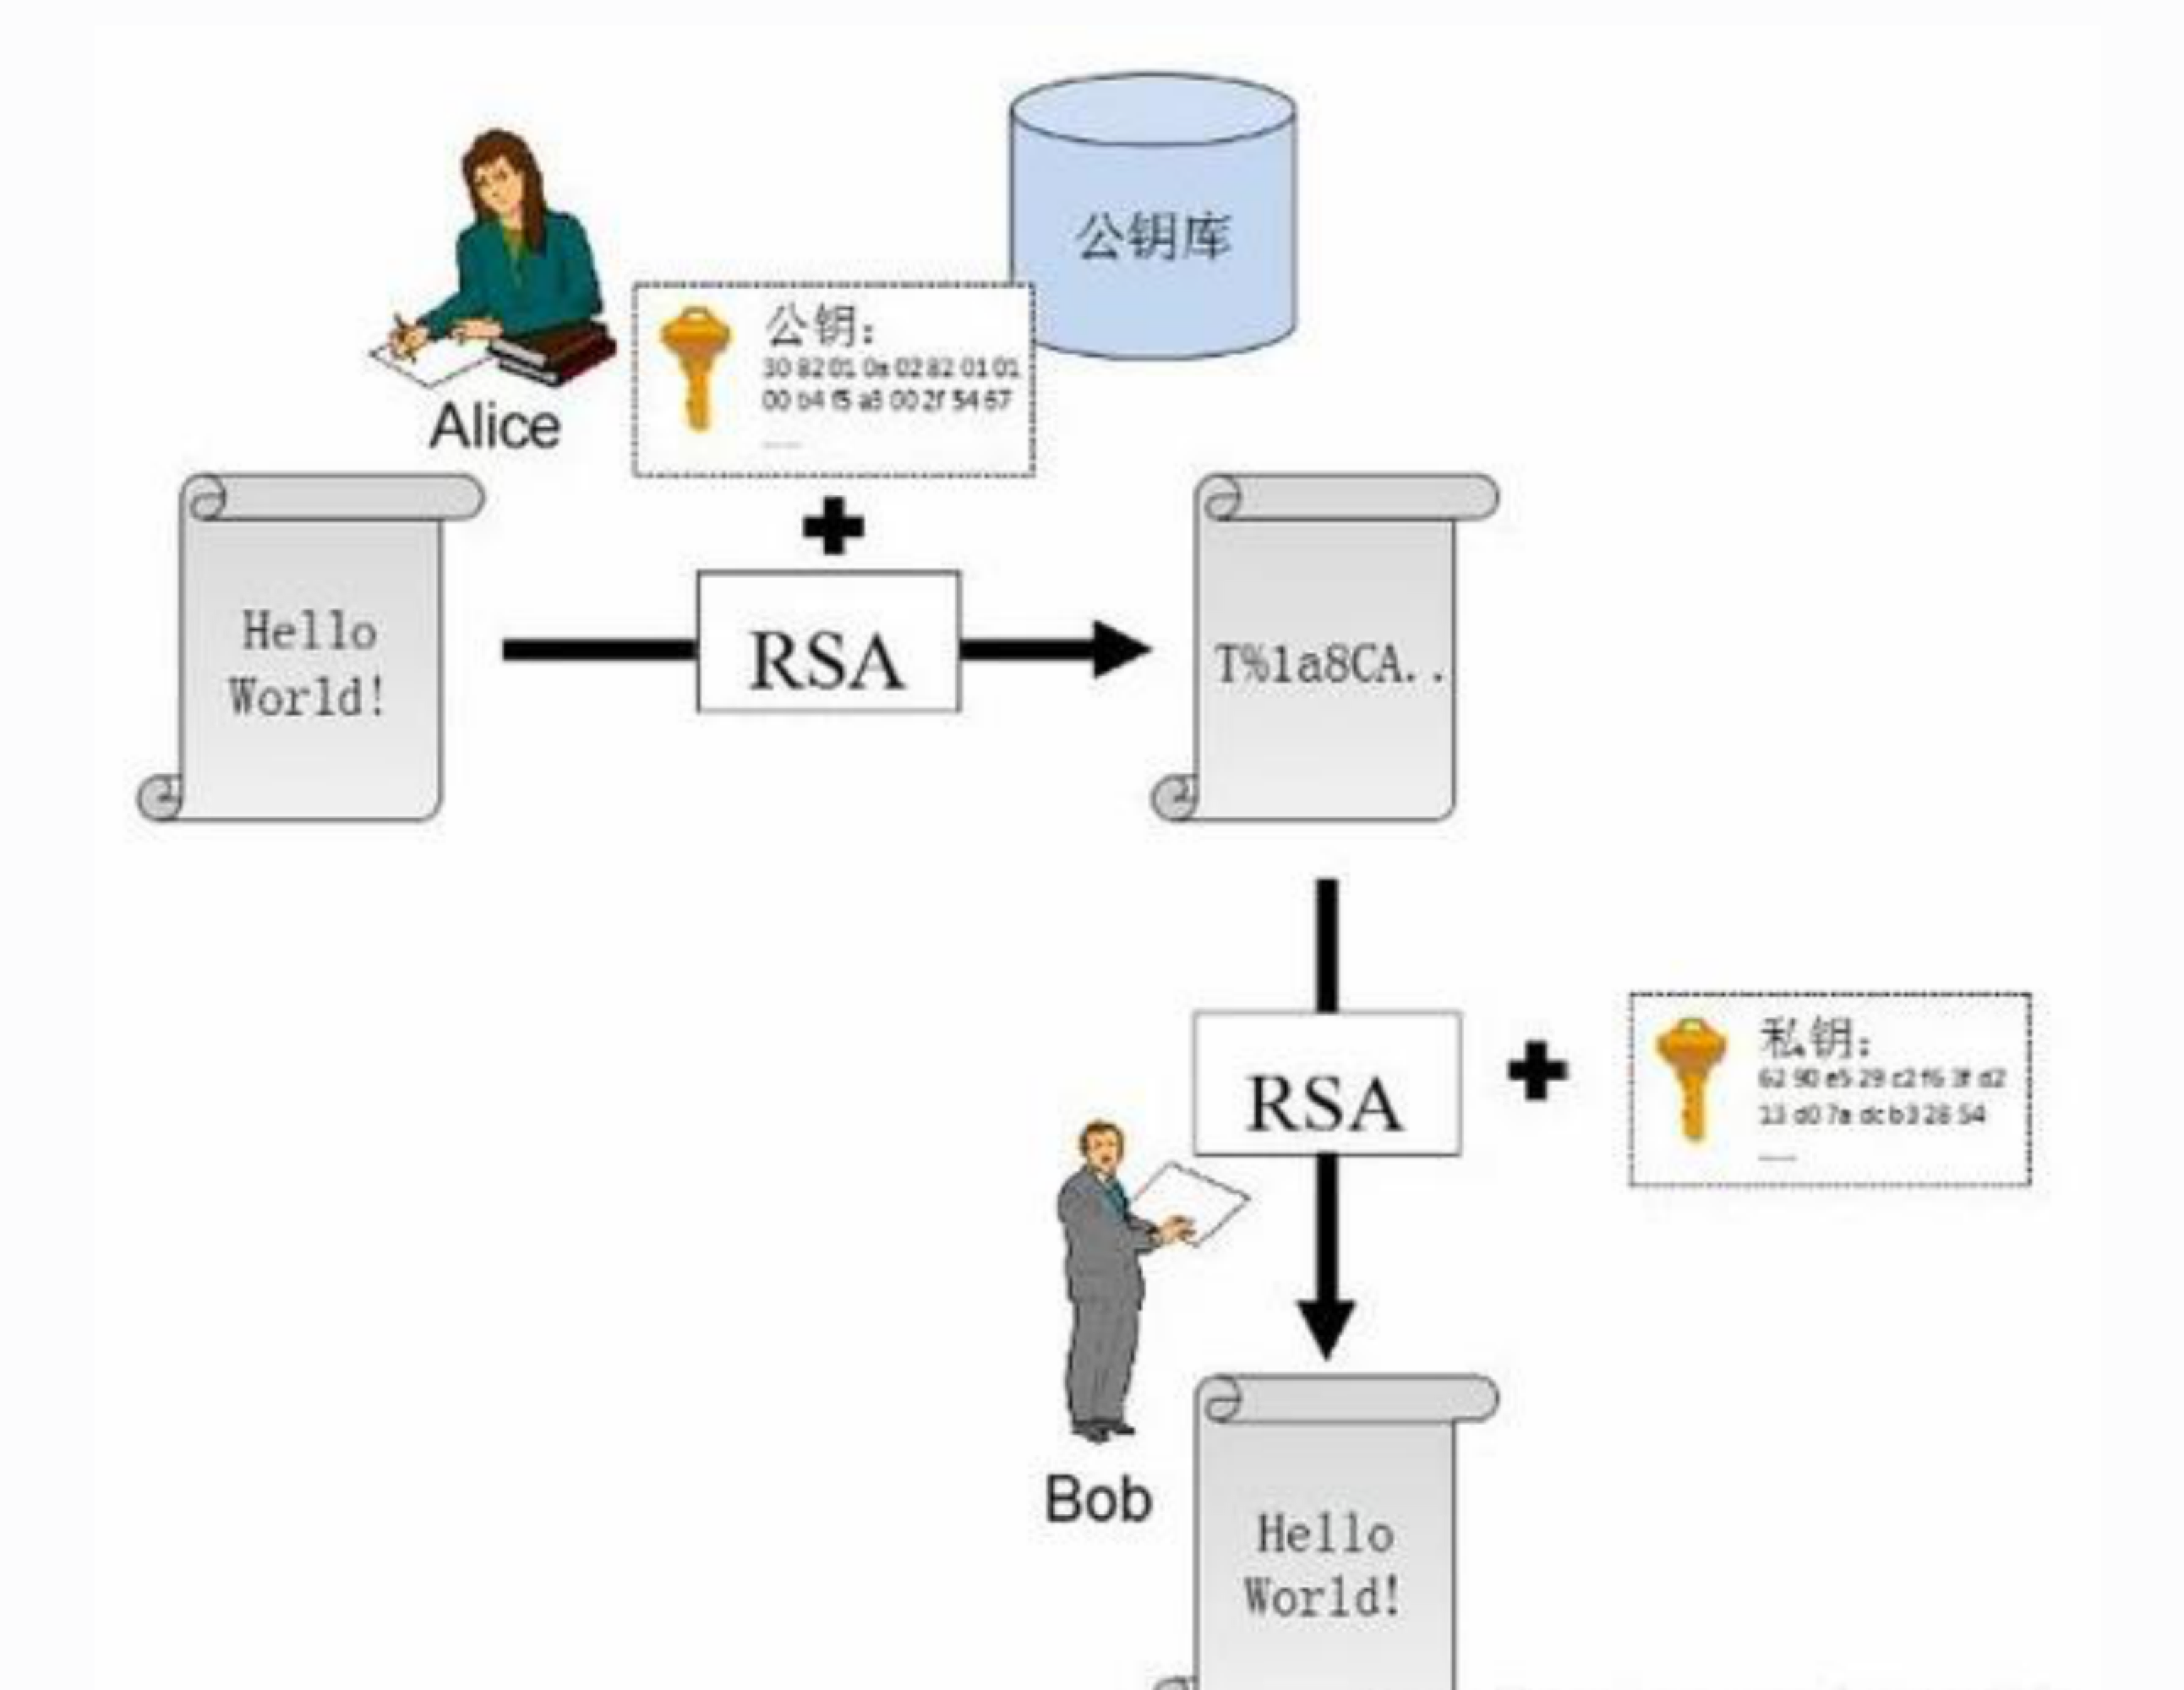 公钥库
公钥:
30 82 01 0a 02 82 01 01
00 b4 f5 a8 00 2f 54 67
......
Alice
Hello
World!
RSA
T%1a8CA..
RSA
私钥:
62 90 e5 29 c2 f6 3f d2
13 d0 7a dc b3 28 54
......
Bob
Hello
World!